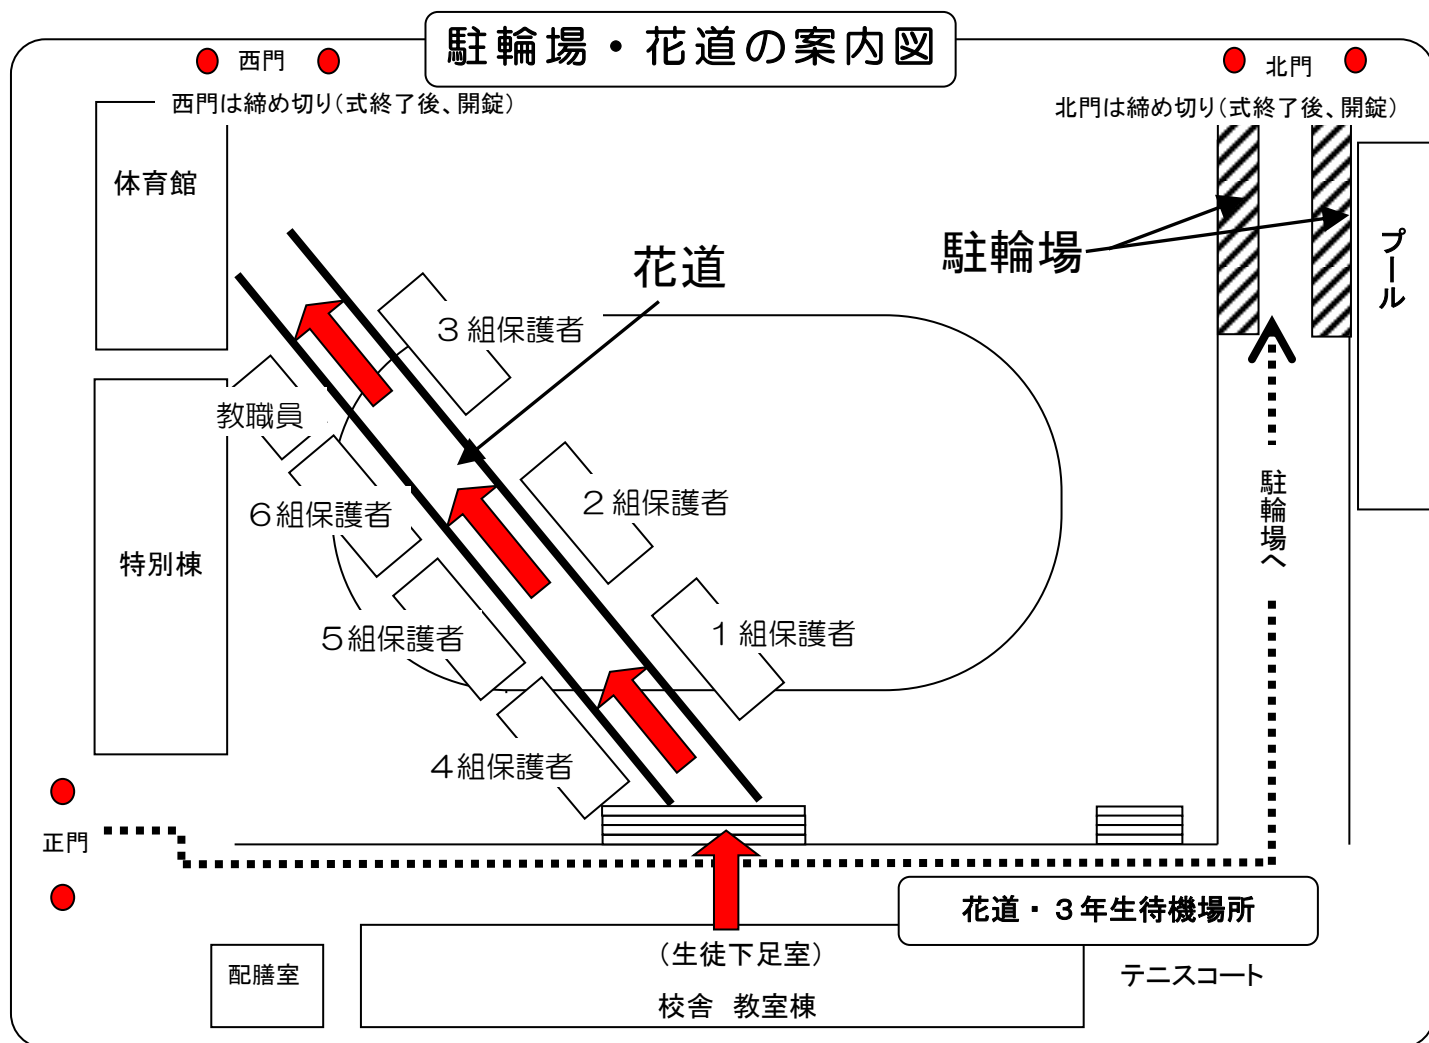 駐輪場・花道の案内図
西門
北門
西門は締め切り(式終了後、開錠)
北門は締め切り(式終了後、開錠)
体育館
プール
花道
駐輪場
3組保護者
教職員
6組保護者
2組保護者
駐輪場へ
特別棟
5組保護者
1組保護者
4組保護者
正門
花道・3年生待機場所
(生徒下足室)
配膳室
テニスコート
校舎 教室棟